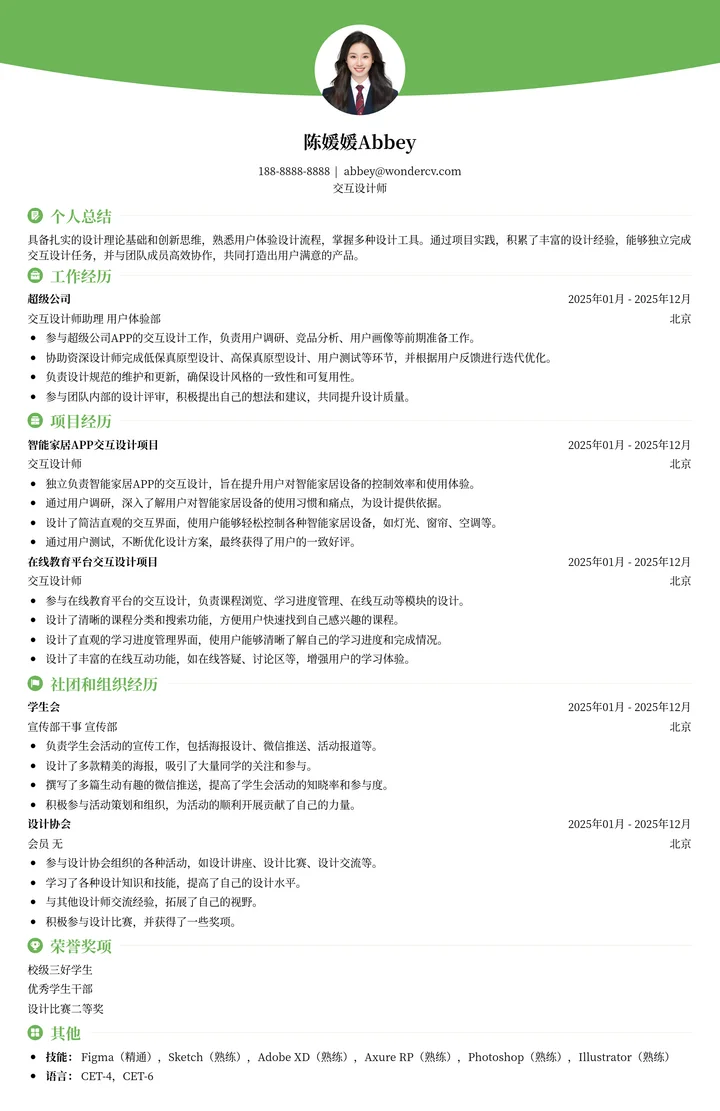 陈媛媛Abbey
188-8888-8888 | abbey@wondercv.com
交互设计师
个人总结
具备扎实的设计理论基础和创新思维，熟悉用户体验设计流程，掌握多种设计工具。通过项目实践，积累了丰富的设计经验，能够独立完成
交互设计任务，并与团队成员高效协作，共同打造出用户满意的产品。
工作经历
超级公司 2025年01月 - 2025年12月
交互设计师助理 用户体验部 北京
• 参与超级公司APP的交互设计工作，负责用户调研、竞品分析、用户画像等前期准备工作。
• 协助资深设计师完成低保真原型设计、高保真原型设计、用户测试等环节，并根据用户反馈进行迭代优化。
• 负责设计规范的维护和更新，确保设计风格的一致性和可复用性。
• 参与团队内部的设计评审，积极提出自己的想法和建议，共同提升设计质量。
项目经历
智能家居APP交互设计项目 2025年01月 - 2025年12月
交互设计师 北京
• 独立负责智能家居APP的交互设计，旨在提升用户对智能家居设备的控制效率和使用体验。
• 通过用户调研，深入了解用户对智能家居设备的使用习惯和痛点，为设计提供依据。
• 设计了简洁直观的交互界面，使用户能够轻松控制各种智能家居设备，如灯光、窗帘、空调等。
• 通过用户测试，不断优化设计方案，最终获得了用户的一致好评。
在线教育平台交互设计项目 2025年01月 - 2025年12月
交互设计师 北京
• 参与在线教育平台的交互设计，负责课程浏览、学习进度管理、在线互动等模块的设计。
• 设计了清晰的课程分类和搜索功能，方便用户快速找到自己感兴趣的课程。
• 设计了直观的学习进度管理界面，使用户能够清晰了解自己的学习进度和完成情况。
• 设计了丰富的在线互动功能，如在线答疑、讨论区等，增强用户的学习体验。
社团和组织经历
学生会 2025年01月 - 2025年12月
宣传部干事 宣传部 北京
• 负责学生会活动的宣传工作，包括海报设计、微信推送、活动报道等。
• 设计了多款精美的海报，吸引了大量同学的关注和参与。
• 撰写了多篇生动有趣的微信推送，提高了学生会活动的知晓率和参与度。
• 积极参与活动策划和组织，为活动的顺利开展贡献了自己的力量。
设计协会 2025年01月 - 2025年12月
会员 无 北京
• 参与设计协会组织的各种活动，如设计讲座、设计比赛、设计交流等。
• 学习了各种设计知识和技能，提高了自己的设计水平。
• 与其他设计师交流经验，拓展了自己的视野。
• 积极参与设计比赛，并获得了一些奖项。
荣誉奖项
校级三好学生
优秀学生干部
设计比赛二等奖
其他
• 技能： Figma（精通）, Sketch（熟练）, Adobe XD（熟练）, Axure RP（熟练）, Photoshop（熟练）, Illustrator（熟练）
• 语言： CET-4，CET-6